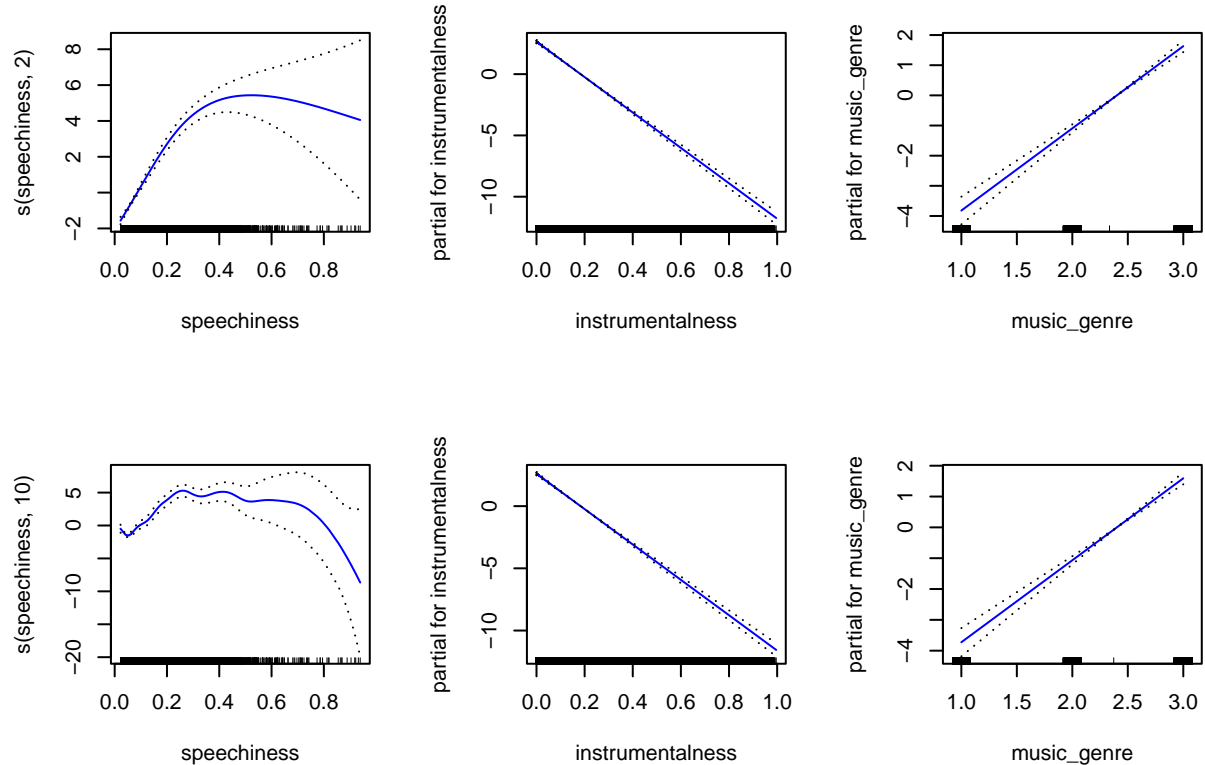 s(speechiness, 2)
8
6
4
2
−2
0.0 0.2 0.4 0.6 0.8
speechiness
partial for instrumentalness
0
−5
−10
0.0 0.2 0.4 0.6 0.8 1.0
instrumentalness
partial for music_genre
2
1
0
−2
−4
1.0 1.5 2.0 2.5 3.0
music_genre
s(speechiness, 10)
5
0
−10
−20
0.0 0.2 0.4 0.6 0.8
speechiness
partial for instrumentalness
0
−5
−10
0.0 0.2 0.4 0.6 0.8 1.0
instrumentalness
partial for music_genre
2
1
0
−2
−4
1.0 1.5 2.0 2.5 3.0
music_genre